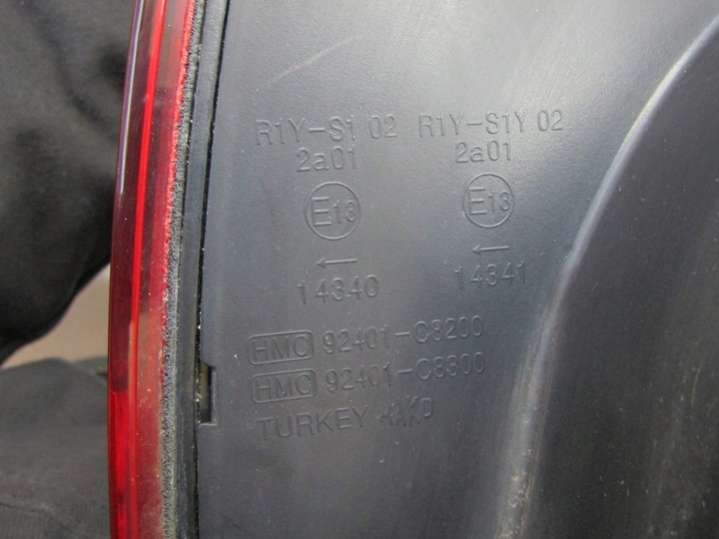 R1Y-S1 02 R1Y-S1Y 02
2a01 2a01
E13 E13
← ←
14340 14341
HMC 92401-C8200
HMC 92401-C8300
TURKEY